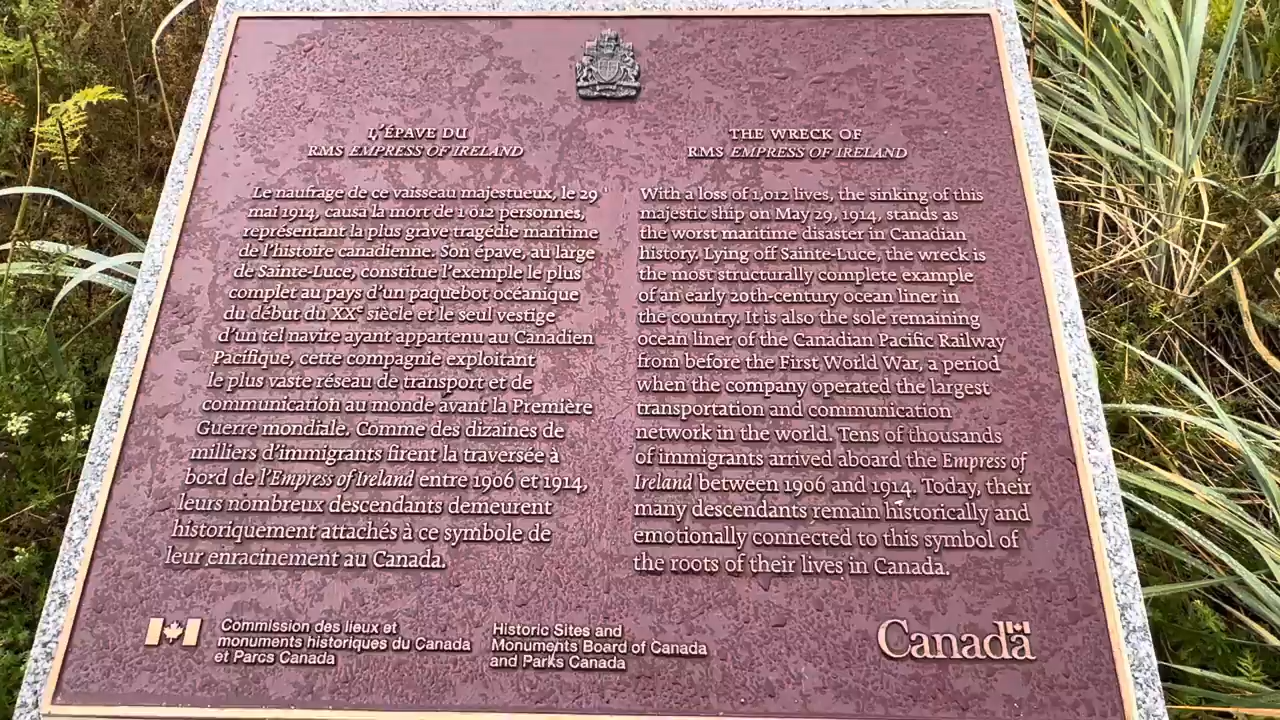 L'ÉPAVE DU
RMS EMPRESS OF IRELAND
Le naufrage de ce vaisseau majestueux, le 29
mai 1914, causa la mort de 1 012 personnes,
représentant la plus grave tragédie maritime
de l'histoire canadienne. Son épave, au large
de Sainte-Luce, constitue l'exemple le plus
complet au pays d'un paquebot océanique
du début du XXe siècle et le seul vestige
d'un tel navire ayant appartenu au Canadien
Pacifique, cette compagnie exploitant
le plus vaste réseau de transport et de
communication au monde avant la Première
Guerre mondiale. Comme des dizaines de
milliers d'immigrants firent la traversée à
bord de l'Empress of Ireland entre 1906 et 1914,
leurs nombreux descendants demeurent
historiquement attachés à ce symbole de
leur enracinement au Canada.
THE WRECK OF
RMS EMPRESS OF IRELAND
With a loss of 1,012 lives, the sinking of this
majestic ship on May 29, 1914, stands as
the worst maritime disaster in Canadian
history. Lying off Sainte-Luce, the wreck is
the most structurally complete example
of an early 20th-century ocean liner in
the country. It is also the sole remaining
ocean liner of the Canadian Pacific Railway
from before the First World War, a period
when the company operated the largest
transportation and communication
network in the world. Tens of thousands
of immigrants arrived aboard the Empress of
Ireland between 1906 and 1914. Today, their
many descendants remain historically and
emotionally connected to this symbol of
the roots of their lives in Canada.
Commission des lieux et
monuments historiques du Canada
et Parcs Canada
Historic Sites and
Monuments Board of Canada
and Parks Canada
Canada